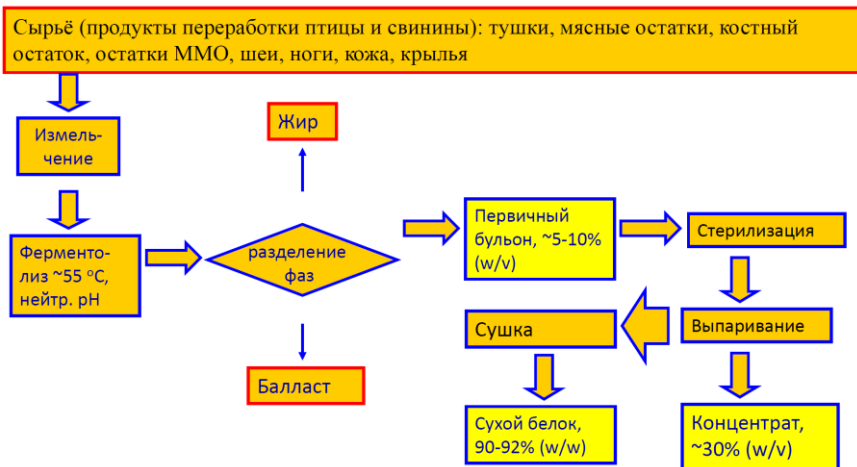 Сырьё (продукты переработки птицы и свинины): тушки, мясные остатки, костный
остаток, остатки ММО, шеи, ноги, кожа, крылья
Измель-
чение
Жир
Ферменто-
лиз ~55 °C,
нейтр. pH
разделение
фаз
Первичный
бульон, ~5-10%
(w/v)
Стерилизация
Сушка
Выпаривание
Балласт
Сухой белок,
90-92% (w/w)
Концентрат,
~30% (w/v)